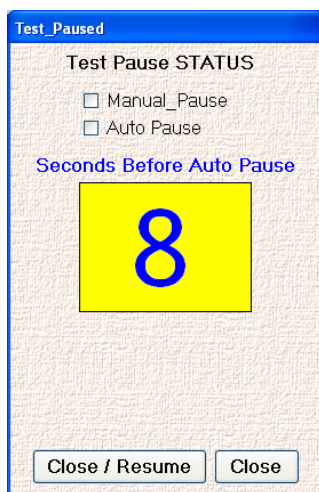 Test_Paused
Test Pause STATUS
Manual_Pause
Auto Pause
Seconds Before Auto Pause
8
Close / Resume Close